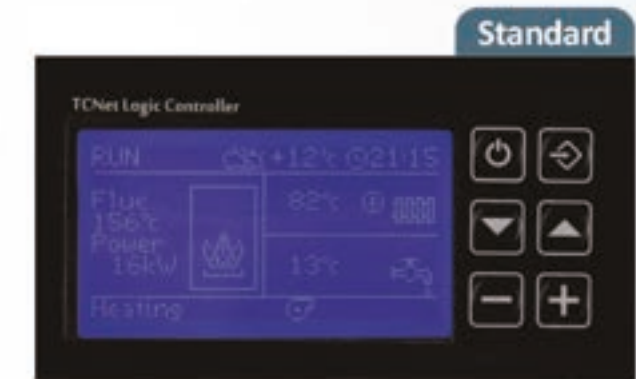 Standard
TCNet Logic Controller
RUN +12°c 21:15
Flue
156°c
82°c
Power
16kW
13°c
Heating